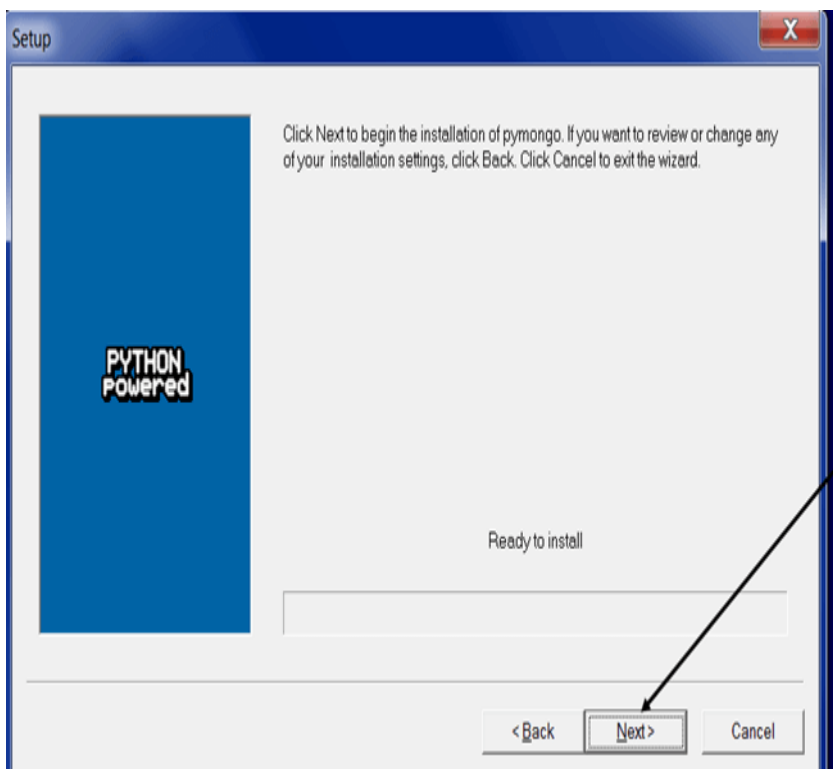 Setup
X
Click Next to begin the installation of pymongo. If you want to review or change any
of your installation settings, click Back. Click Cancel to exit the wizard.
PYTHON
Powered
Ready to install
< Back
Next >
Cancel